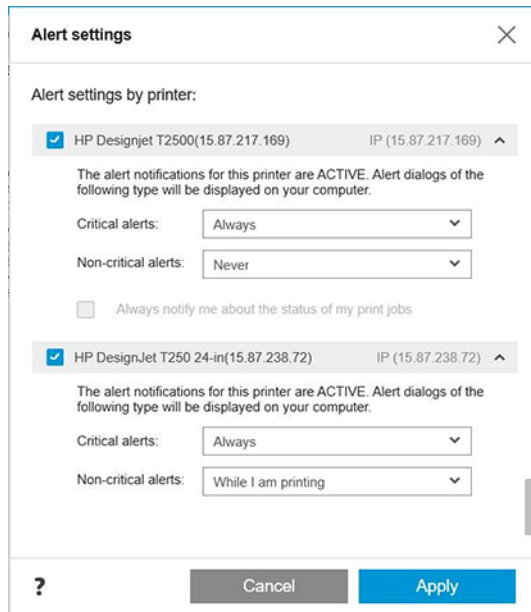 Alert settings
Alert settings by printer:
HP Designjet T2500(15.87.217.169) IP (15.87.217.169)
The alert notifications for this printer are ACTIVE. Alert dialogs of the
following type will be displayed on your computer.
Critical alerts: Always
Non-critical alerts: Never
Always notify me about the status of my print jobs
HP DesignJet T250 24-in(15.87.238.72) IP (15.87.238.72)
The alert notifications for this printer are ACTIVE. Alert dialogs of the
following type will be displayed on your computer.
Critical alerts: Always
Non-critical alerts: While I am printing
? Cancel Apply